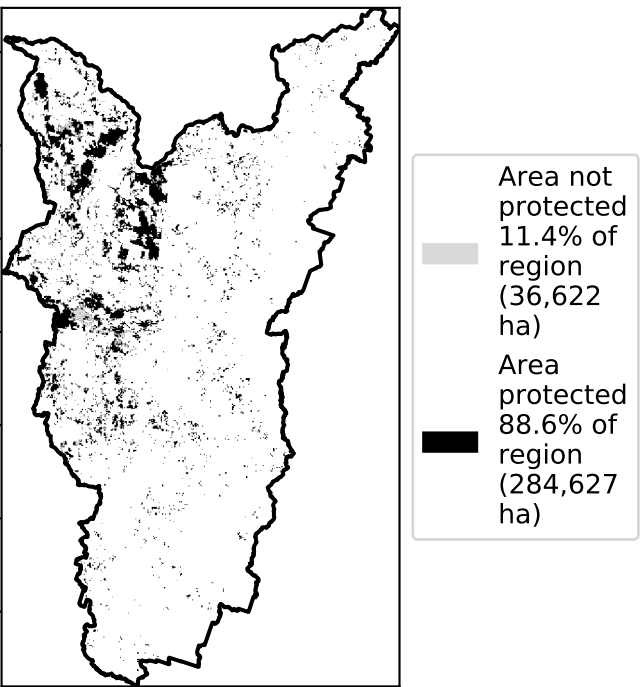 Area not
protected
11.4% of
region
(36,622
ha)
Area
protected
88.6% of
region
(284,627
ha)